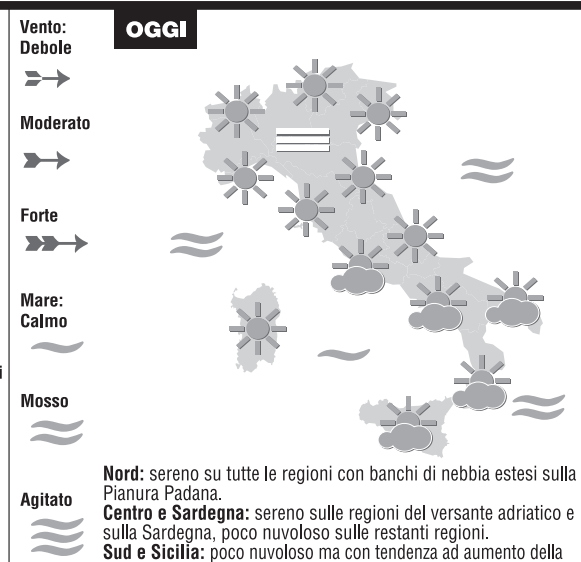 Vento:
Debole
Moderato
Forte
Mare:
Calmo
Mosso
Agitato
OGGI
Nord: sereno su tutte le regioni con banchi di nebbia estesi sulla
Pianura Padana.
Centro e Sardegna: sereno sulle regioni del versante adriatico e
sulla Sardegna, poco nuvoloso sulle restanti regioni.
Sud e Sicilia: poco nuvoloso ma con tendenza ad aumento della